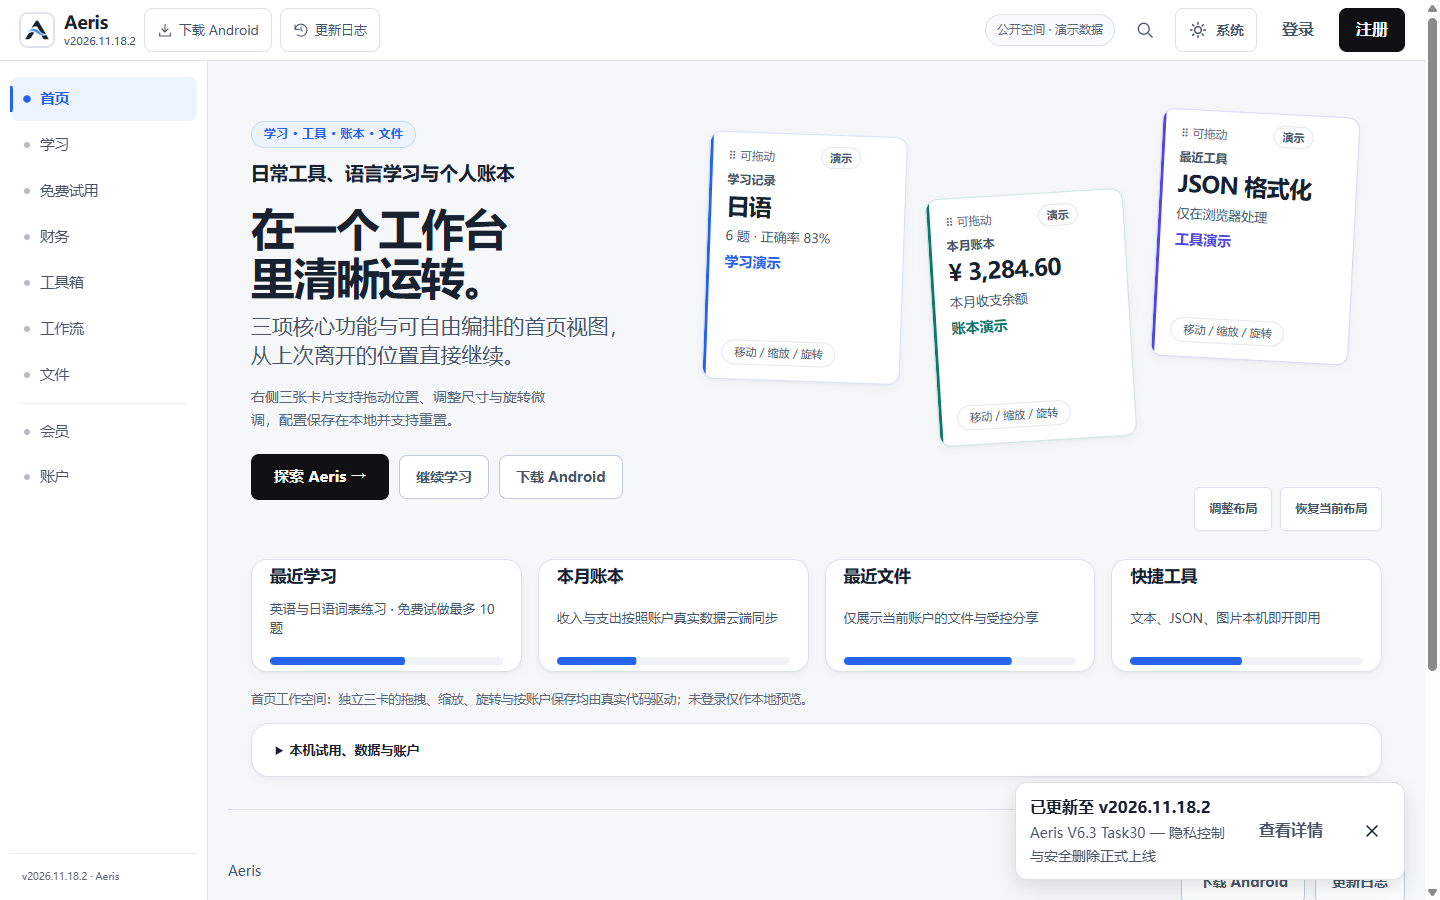 Aeris
v2026.11.18.2
下载 Android
更新日志
公开空间 · 演示数据
系统
登录
注册
首页
学习
免费试用
财务
工具箱
工作流
文件
会员
账户
v2026.11.18.2 · Aeris
学习 • 工具 • 账本 • 文件
日常工具、语言学习与个人账本
在一个工作台
里清晰运转。
三项核心功能与可自由编排的首页视图，
从上次离开的位置直接继续。
右侧三张卡片支持拖动位置、调整尺寸与旋转微
调，配置保存在本地并支持重置。
探索 Aeris →
继续学习
下载 Android
⠿ 可拖动
演示
学习记录
日语
6 题 · 正确率 83%
学习演示
移动 / 缩放 / 旋转
⠿ 可拖动
演示
本月账本
¥ 3,284.60
本月收支余额
账本演示
移动 / 缩放 / 旋转
⠿ 可拖动
演示
最近工具
JSON 格式化
仅在浏览器处理
工具演示
移动 / 缩放 / 旋转
调整布局
恢复当前布局
最近学习
英语与日语词表练习 · 免费试做最多 10
题
本月账本
收入与支出按照账户真实数据云端同步
最近文件
仅展示当前账户的文件与受控分享
快捷工具
文本、JSON、图片本机即开即用
首页工作空间：独立三卡的拖拽、缩放、旋转与按账户保存均由真实代码驱动；未登录仅作本地预览。
▶ 本机试用、数据与账户
已更新至 v2026.11.18.2
Aeris V6.3 Task30 — 隐私控制
与安全删除正式上线
查看详情
Aeris
下载 Android
更新日志